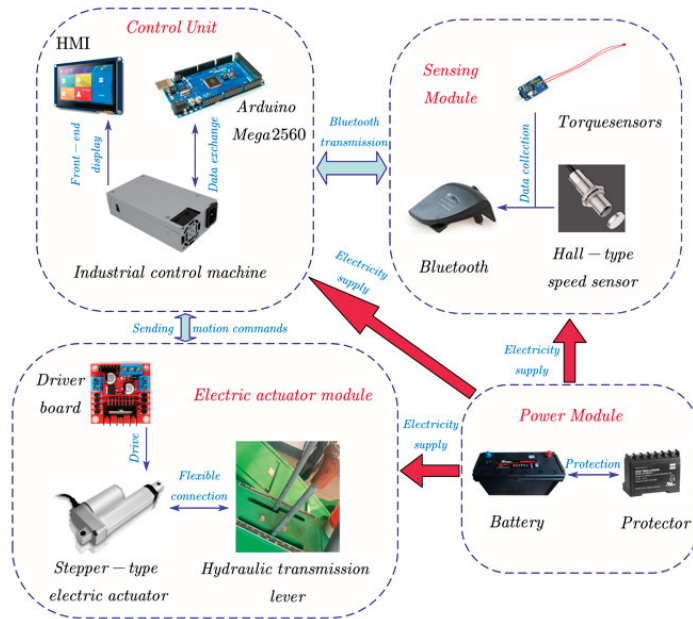 Control Unit
HMI
Arduino
Mega2560
Front-end
display
Data exchange
Industrial control machine
Bluetooth
transmission
Sensing
Module
Torquesensors
Data collection
Bluetooth
Hall-type
speed sensor
Electricity
supply
Sending motion commands
Electricity
supply
Driver
board
Electric actuator module
Drive
Flexible
connection
Stepper-type
electric actuator
Hydraulic transmission
lever
Electricity
supply
Power Module
Protection
Battery
Protector